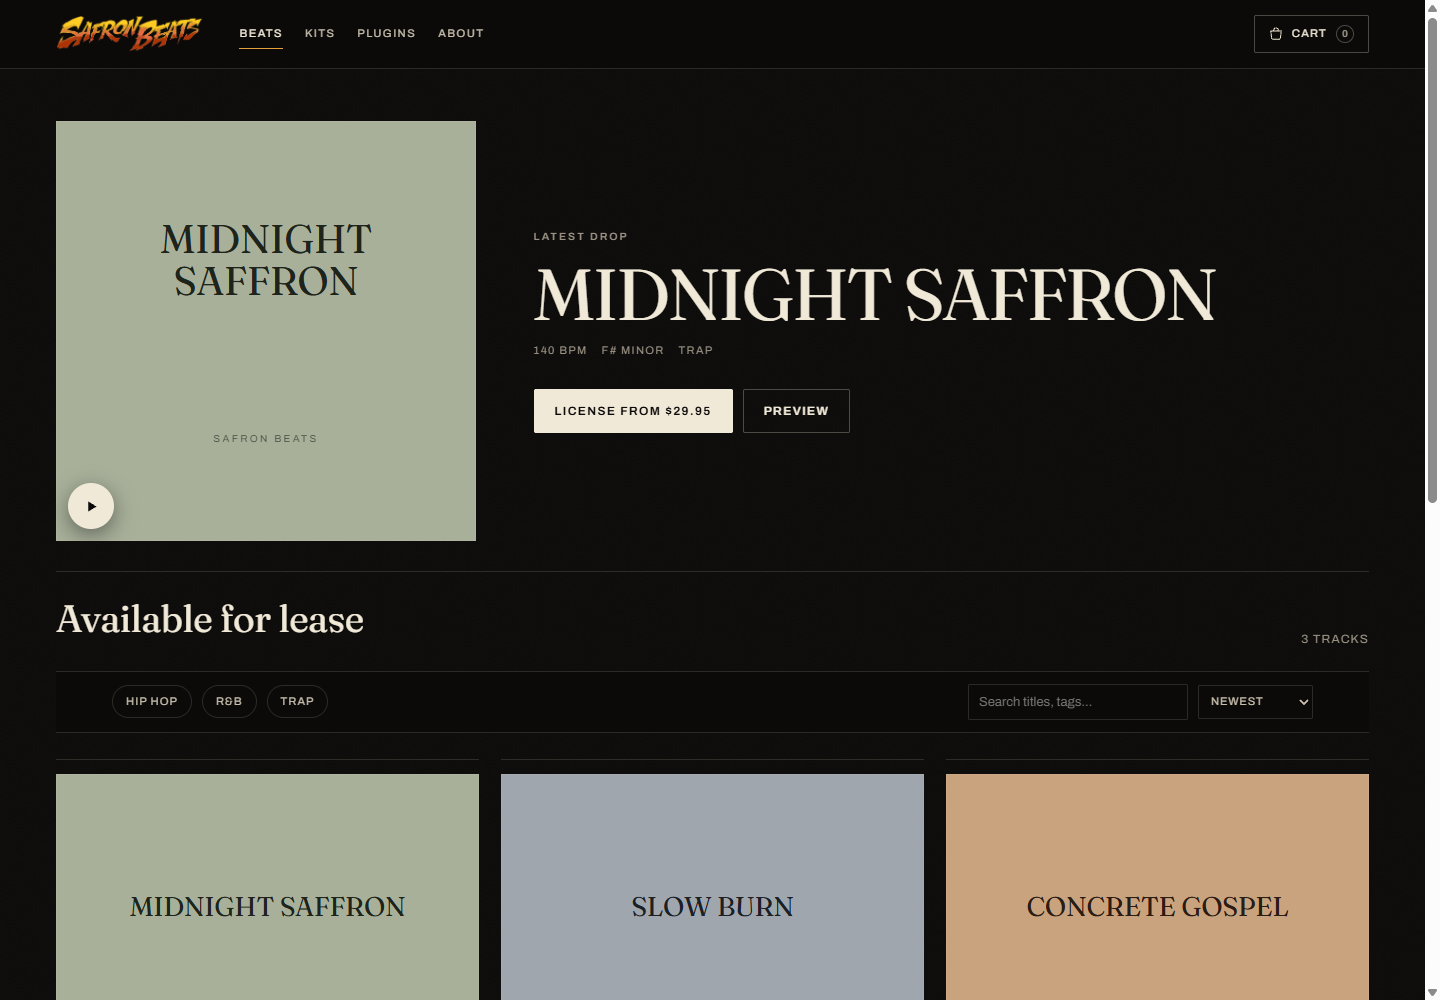 SAFRONBEATS
BEATS KITS PLUGINS ABOUT
CART 0
MIDNIGHT
SAFFRON
SAFRON BEATS
LATEST DROP
MIDNIGHT SAFFRON
140 BPM F# MINOR TRAP
LICENSE FROM $29.95 PREVIEW
Available for lease
3 TRACKS
HIP HOP R&B TRAP
Search titles, tags...
NEWEST
MIDNIGHT SAFFRON
SLOW BURN
CONCRETE GOSPEL